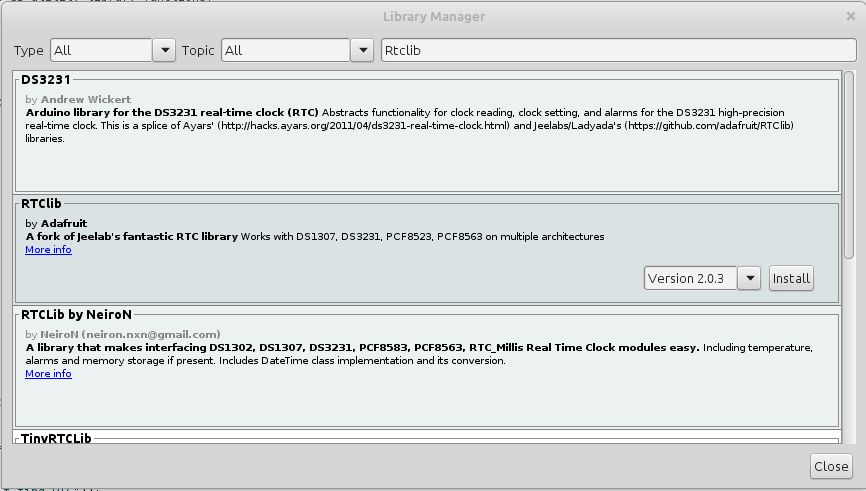 Library Manager
Type All Topic All Rtclib
DS3231
by Andrew Wickert
Arduino library for the DS3231 real-time clock (RTC) Abstracts functionality for clock reading, clock setting, and alarms for the DS3231 high-precision
real-time clock. This is a splice of Ayars' (http://hacks.ayars.org/2011/04/ds3231-real-time-clock.html) and Jeelabs/Ladyada's (https://github.com/adafruit/RTClib)
libraries.
RTClib
by Adafruit
A fork of Jeelab's fantastic RTC library Works with DS1307, DS3231, PCF8523, PCF8563 on multiple architectures
More info
Version 2.0.3 Install
RTCLib by NeiroN
by NeiroN (neiron.nxn@gmail.com)
A library that makes interfacing DS1302, DS1307, DS3231, PCF8583, PCF8563, RTC_Millis Real Time Clock modules easy. Including temperature,
alarms and memory storage if present. Includes DateTime class implementation and its conversion.
More info
TinyRTCLib
Close